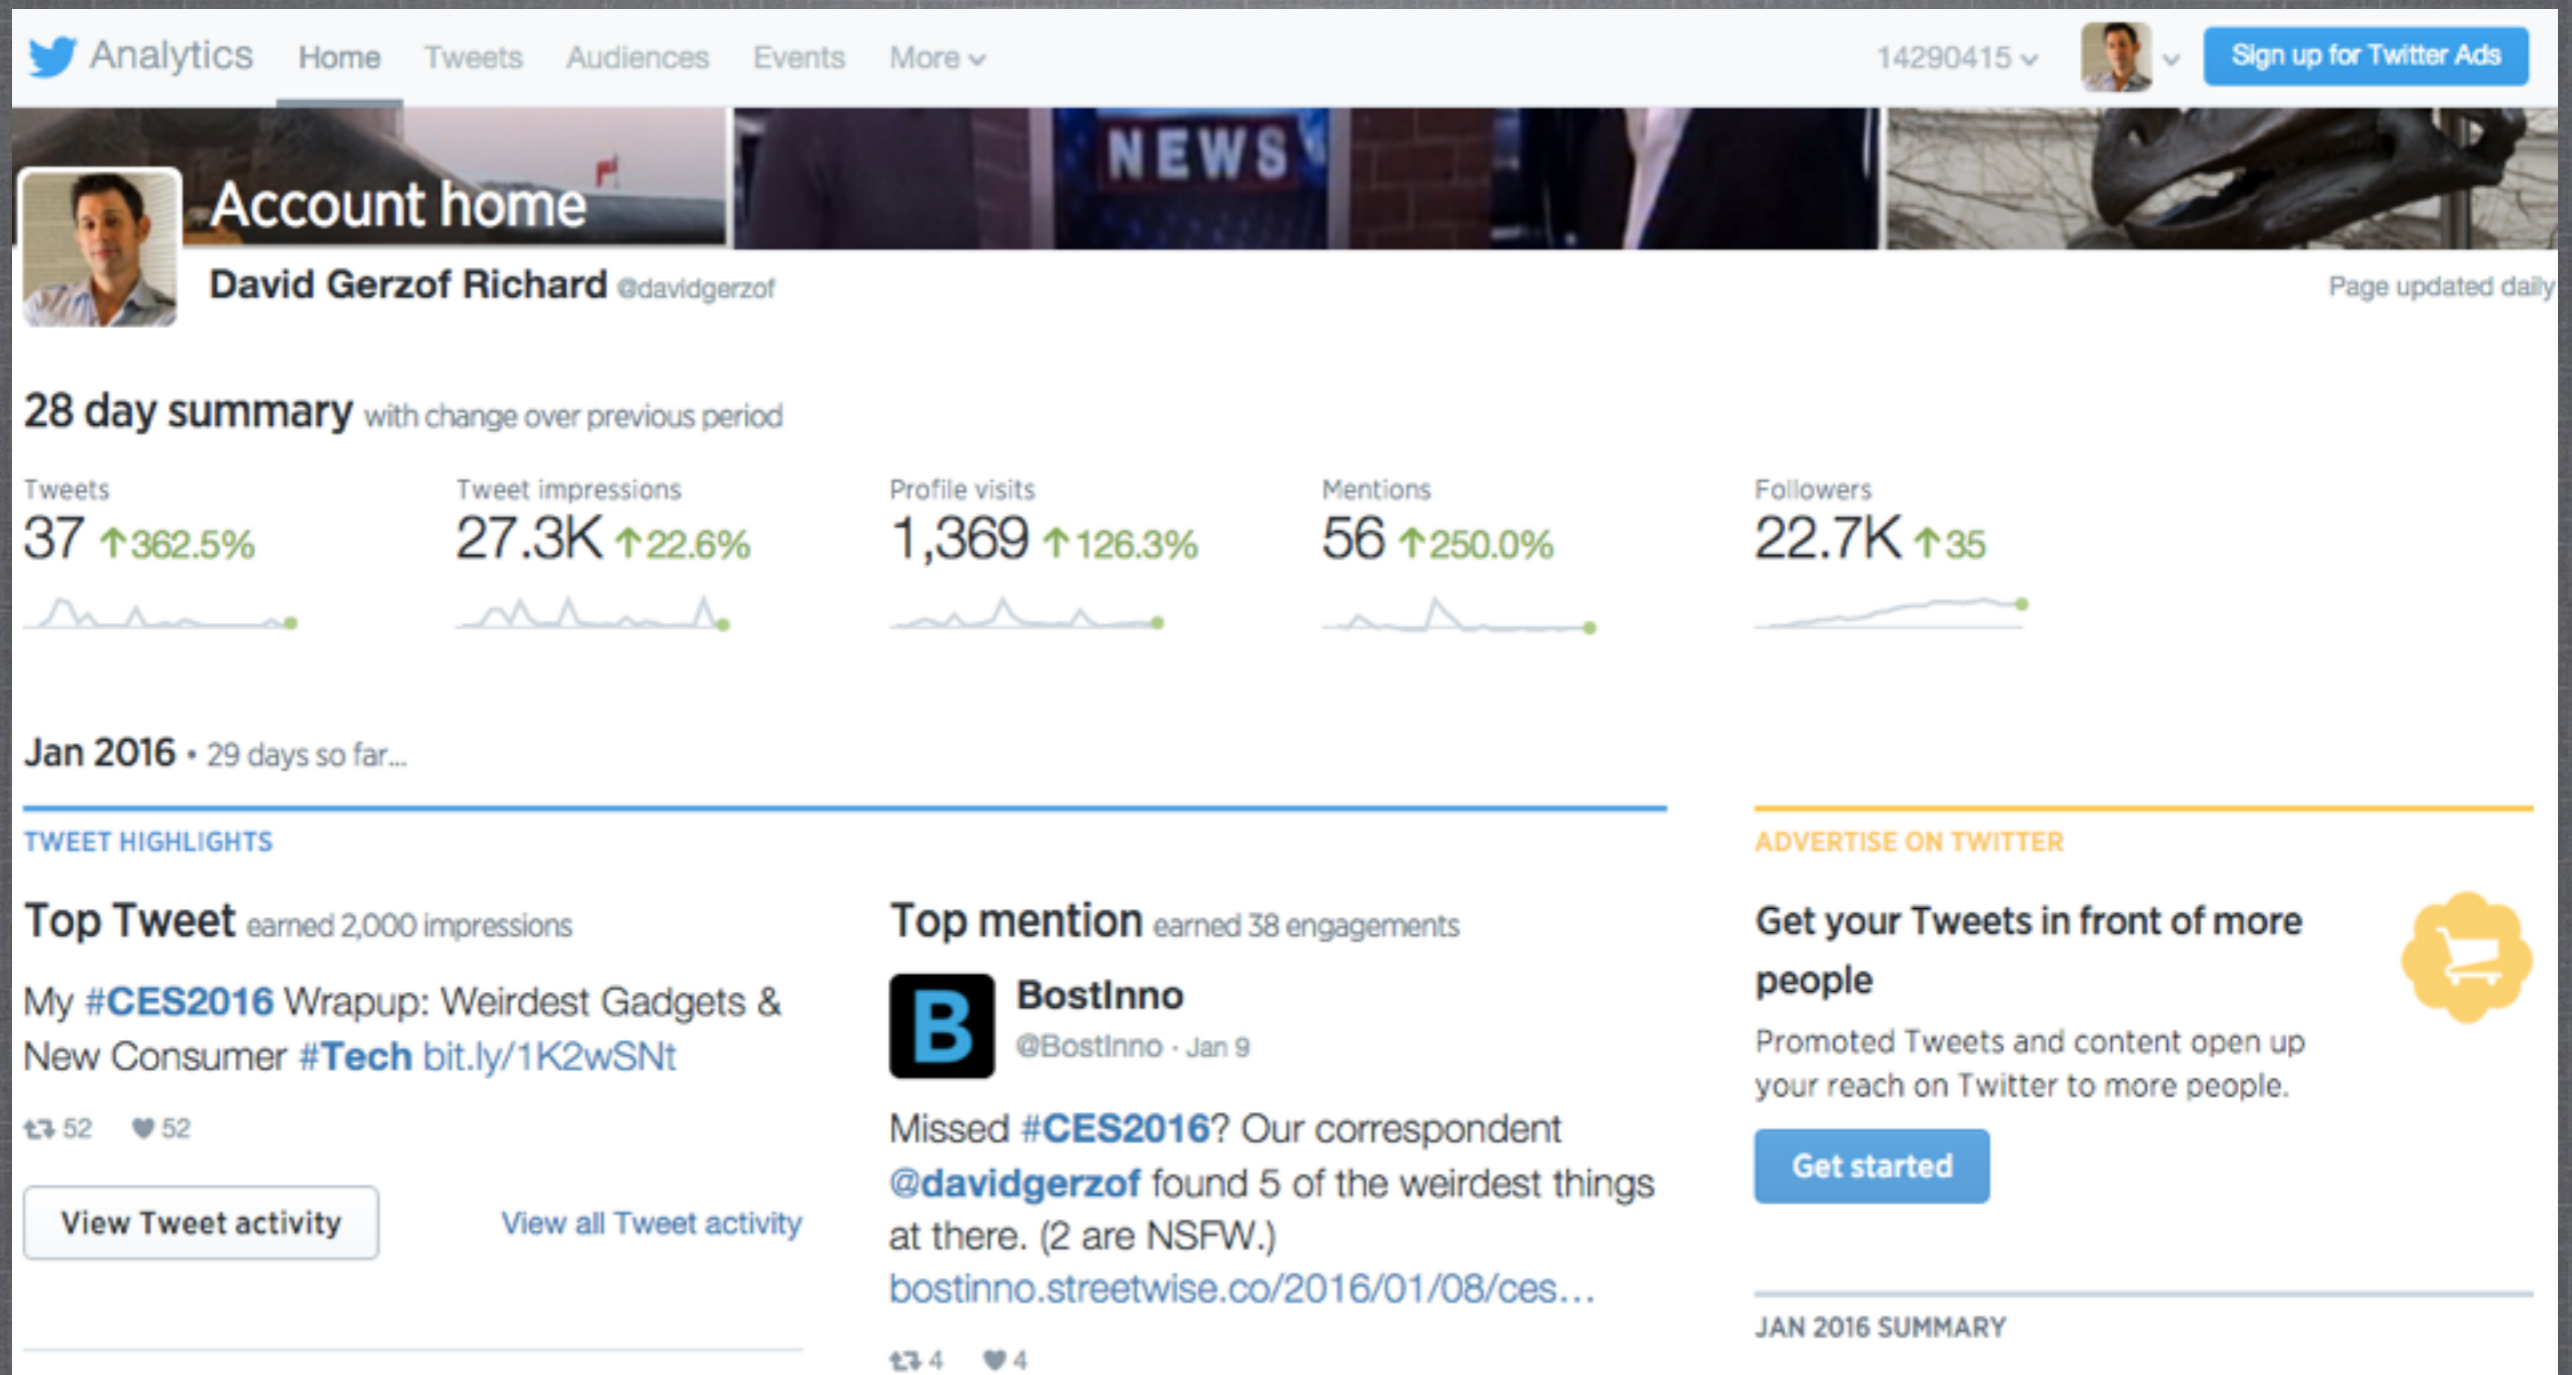 Analytics Home Tweets Audiences Events More 14290415 Sign up for Twitter Ads
NEWS
Account home
David Gerzof Richard @davidgerzof Page updated daily
28 day summary with change over previous period
Tweets
37 ↑362.5%
Tweet impressions
27.3K ↑22.6%
Profile visits
1,369 ↑126.3%
Mentions
56 ↑250.0%
Followers
22.7K ↑35
Jan 2016 • 29 days so far...
TWEET HIGHLIGHTS
Top Tweet earned 2,000 impressions
My #CES2016 Wrapup: Weirdest Gadgets &
New Consumer #Tech bit.ly/1K2wSNt
52 52
View Tweet activity View all Tweet activity
Top mention earned 38 engagements
B
BostInno
@BostInno · Jan 9
Missed #CES2016? Our correspondent
@davidgerzof found 5 of the weirdest things
at there. (2 are NSFW.)
bostinno.streetwise.co/2016/01/08/ces...
4 4
ADVERTISE ON TWITTER
Get your Tweets in front of more
people
Promoted Tweets and content open up
your reach on Twitter to more people.
Get started
JAN 2016 SUMMARY